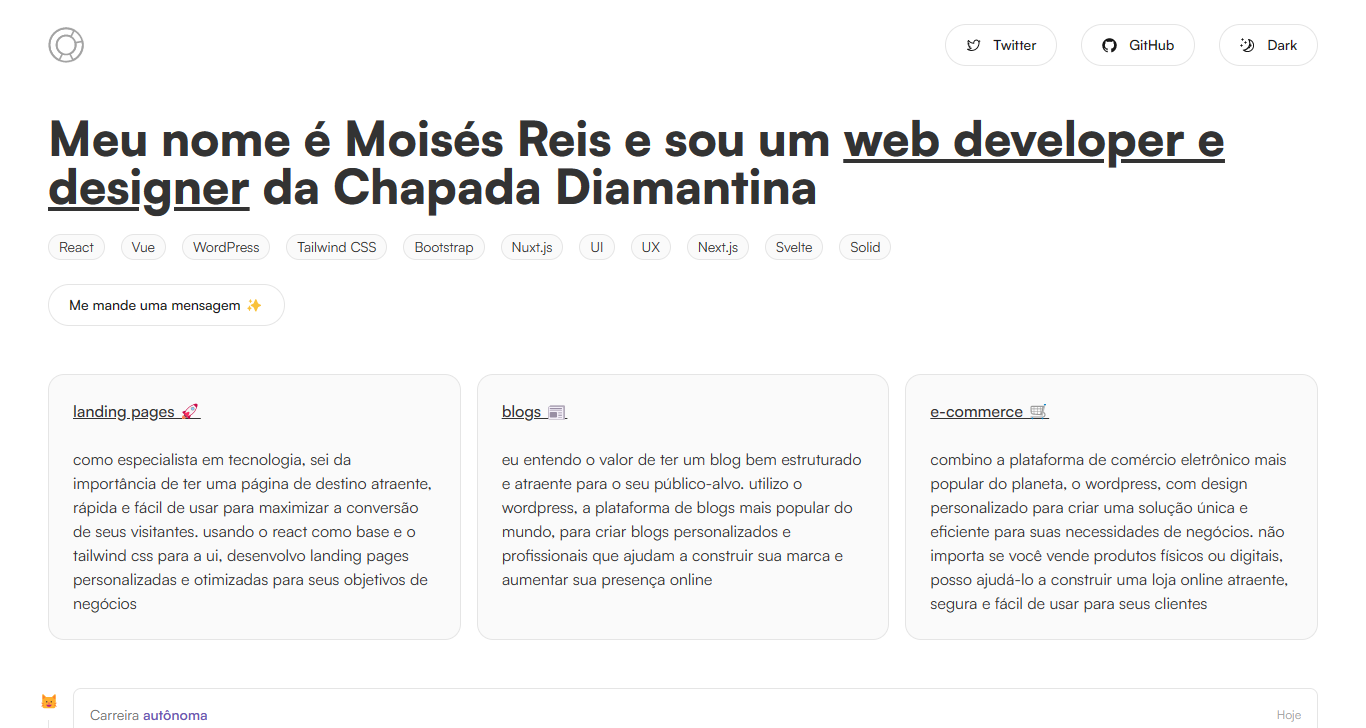 Twitter GitHub Dark
Meu nome é Moisés Reis e sou um web developer e
designer da Chapada Diamantina
React Vue WordPress Tailwind CSS Bootstrap Nuxt.js UI UX Next.js Svelte Solid
Me mande uma mensagem ✨
landing pages 🚀
como especialista em tecnologia, sei da
importância de ter uma página de destino atraente,
rápida e fácil de usar para maximizar a conversão
de seus visitantes. usando o react como base e o
tailwind css para a ui, desenvolvo landing pages
personalizadas e otimizadas para seus objetivos de
negócios
blogs 📰
eu entendo o valor de ter um blog bem estruturado
e atraente para o seu público-alvo. utilizo o
wordpress, a plataforma de blogs mais popular do
mundo, para criar blogs personalizados e
profissionais que ajudam a construir sua marca e
aumentar sua presença online
e-commerce 🛒
combino a plataforma de comércio eletrônico mais
popular do planeta, o wordpress, com design
personalizado para criar uma solução única e
eficiente para suas necessidades de negócios. não
importa se você vende produtos físicos ou digitais,
posso ajudá-lo a construir uma loja online atraente,
segura e fácil de usar para seus clientes
Carreira autônoma Hoje